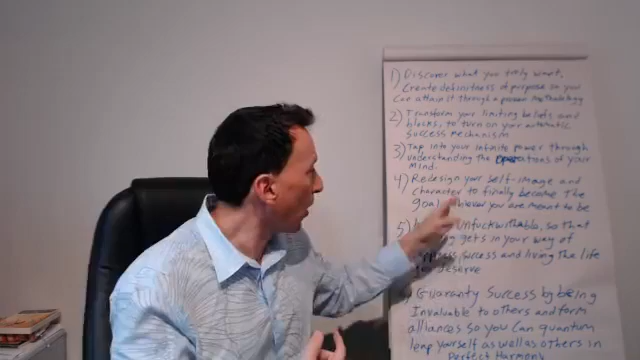 1) Discover what you truly want,
Create definiteness of purpose so you
Can attain it through a proven methodology
2) Transform your limiting beliefs and
blocks, to turn on your automatic
success mechanism
3) Tap into your infinite power through
understanding the operations of your
mind.
4) Redesign your self-image and
character to finally become the
goal achiever you are meant to be
5) unfuckwithable, so that
gets in your way of
success and living the life
deserve
Guaranty Success by being
Invaluable to others and form
alliances so you can quantum
leap yourself as well as others in
Perfect Harmony